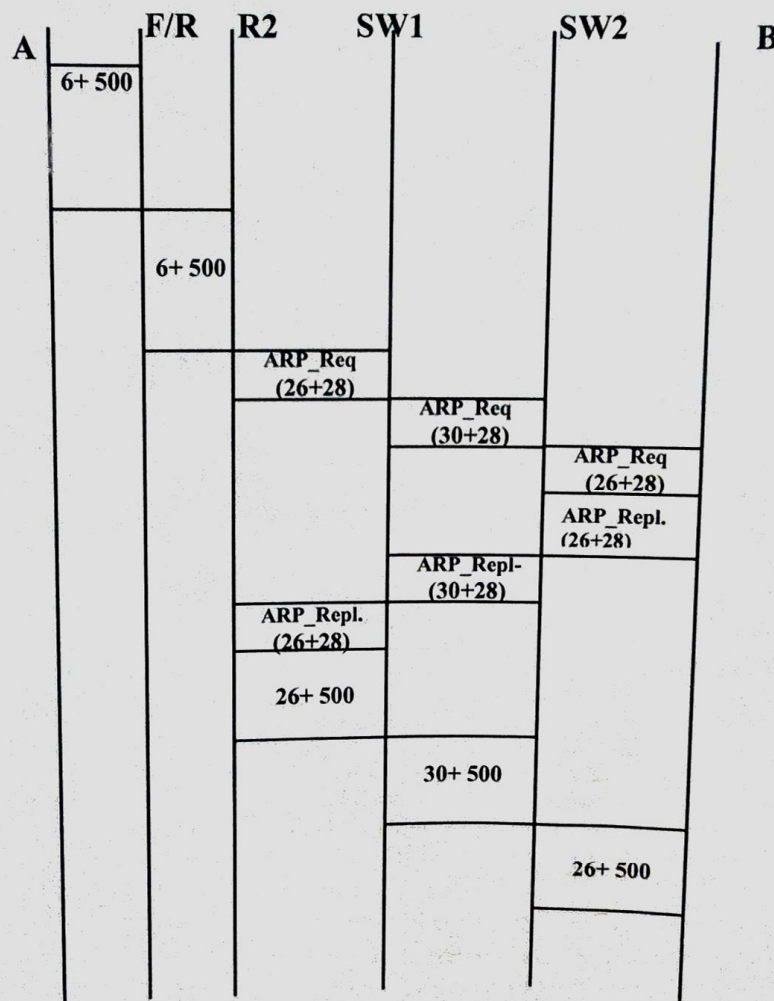 A F/R R2 SW1 SW2 B
6+ 500
6+ 500
ARP_Req
(26+28)
ARP_Req
(30+28)
ARP_Req
(26+28)
ARP_Repl.
(26+28)
ARP_Repl-
(30+28)
ARP_Repl.
(26+28)
26+ 500
30+ 500
26+ 500